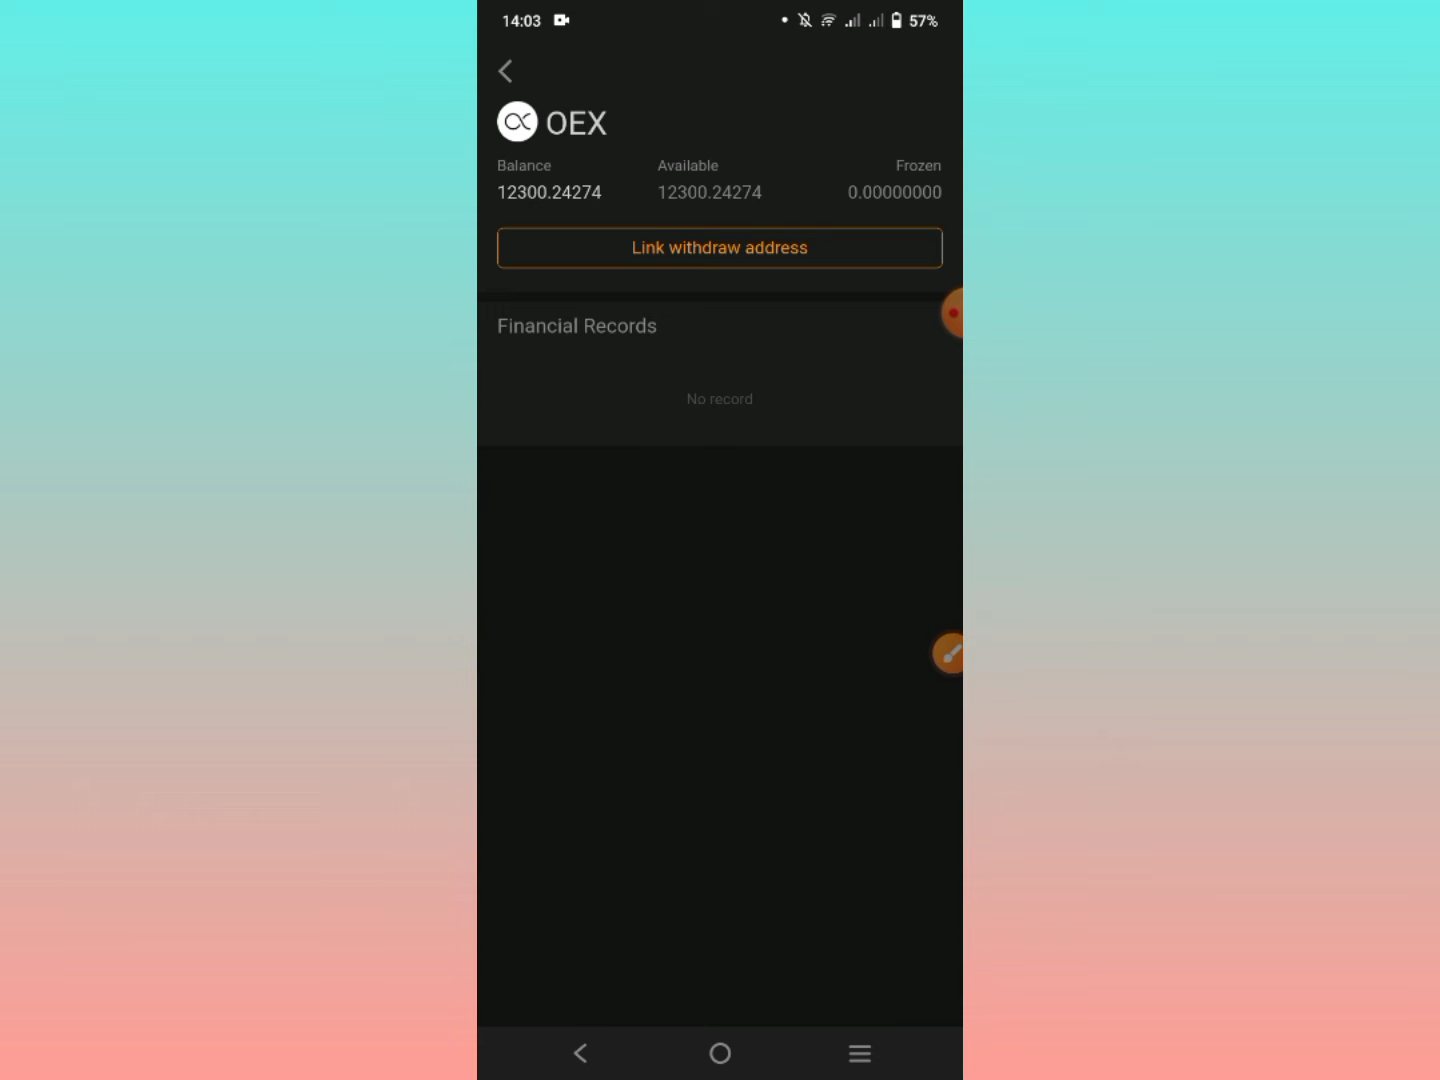 14:03
57%
OEX
Balance Available Frozen
12300.24274 12300.24274 0.00000000
Link withdraw address
Financial Records
No record